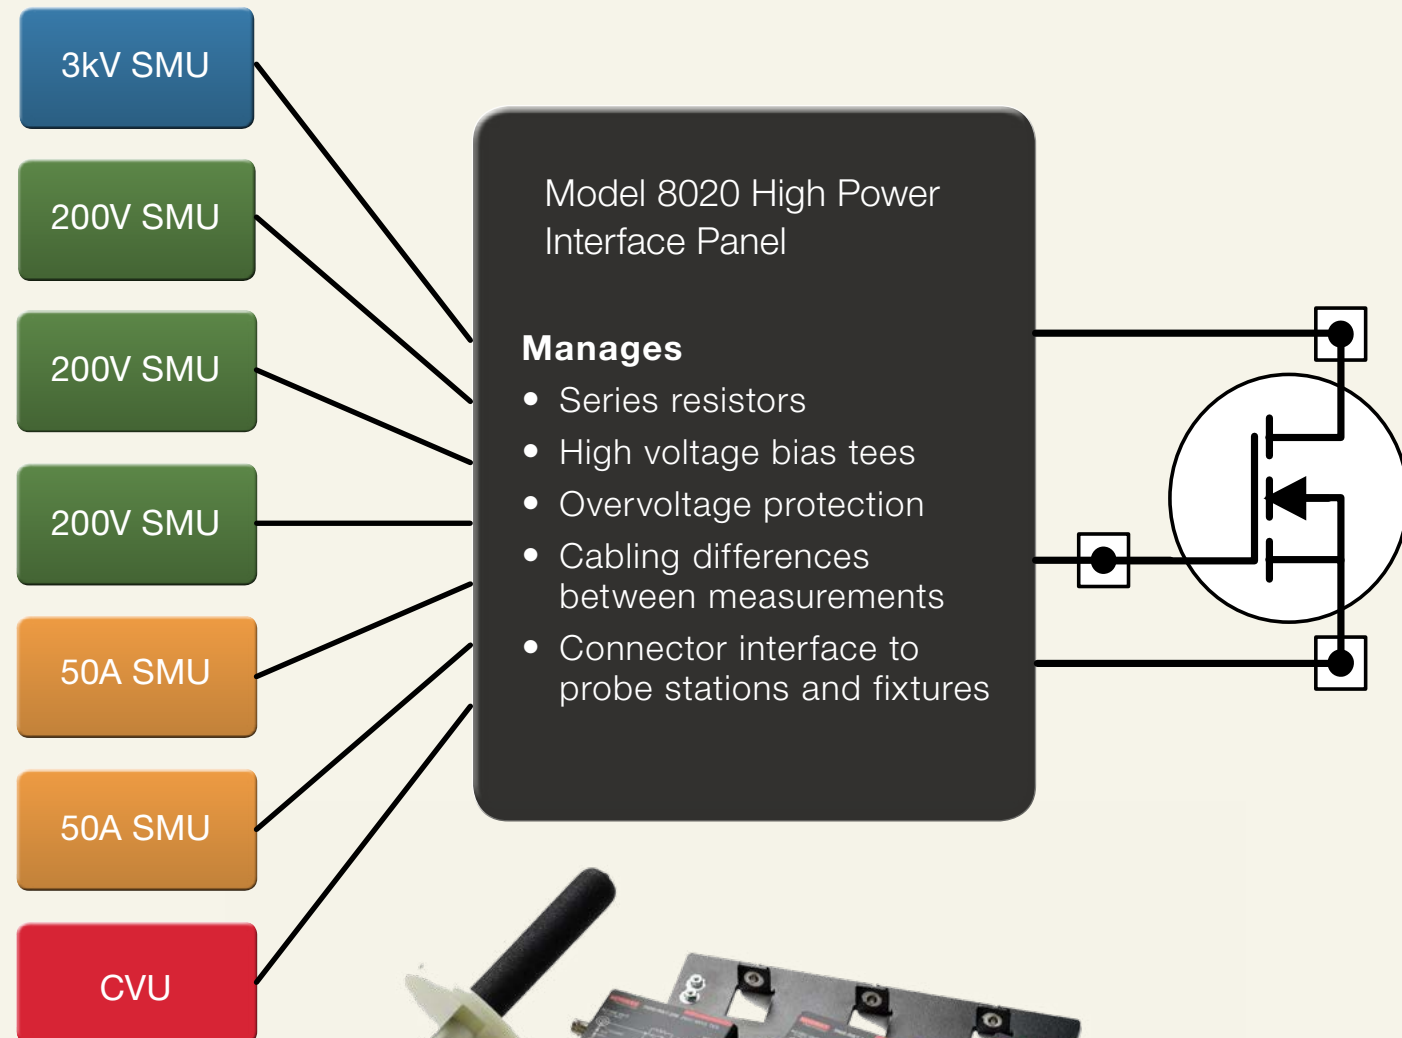 3kV SMU
200V SMU
200V SMU
200V SMU
50A SMU
50A SMU
CVU
Model 8020 High Power
Interface Panel
Manages
• Series resistors
• High voltage bias tees
• Overvoltage protection
• Cabling differences
between measurements
• Connector interface to
probe stations and fixtures